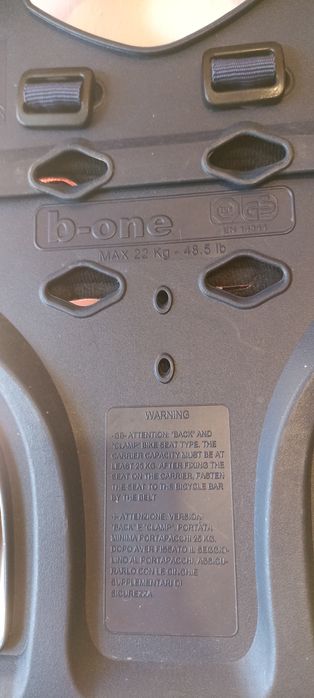 b-one
GS
EN 14344
MAX 22 Kg - 48.5 lb
WARNING
-GB- ATTENTION: "BACK" AND
"CLAMP" BIKE SEAT TYPE. THE
CARRIER CAPACITY MUST BE AT
LEAST 25 KG. AFTER FIXING THE
SEAT ON THE CARRIER, FASTEN
THE SEAT TO THE BICYCLE BAR
BY THE BELT
-I- ATTENZIONE: VERSIONI
"BACK" E "CLAMP": PORTATA
MINIMA PORTAPACCHI 25 KG.
DOPO AVER FISSATO IL SEGGIO-
LINO AL PORTAPACCHI, ASSICU-
RARLO CON LE CINGHIE
SUPPLEMENTARI DI
SICUREZZA